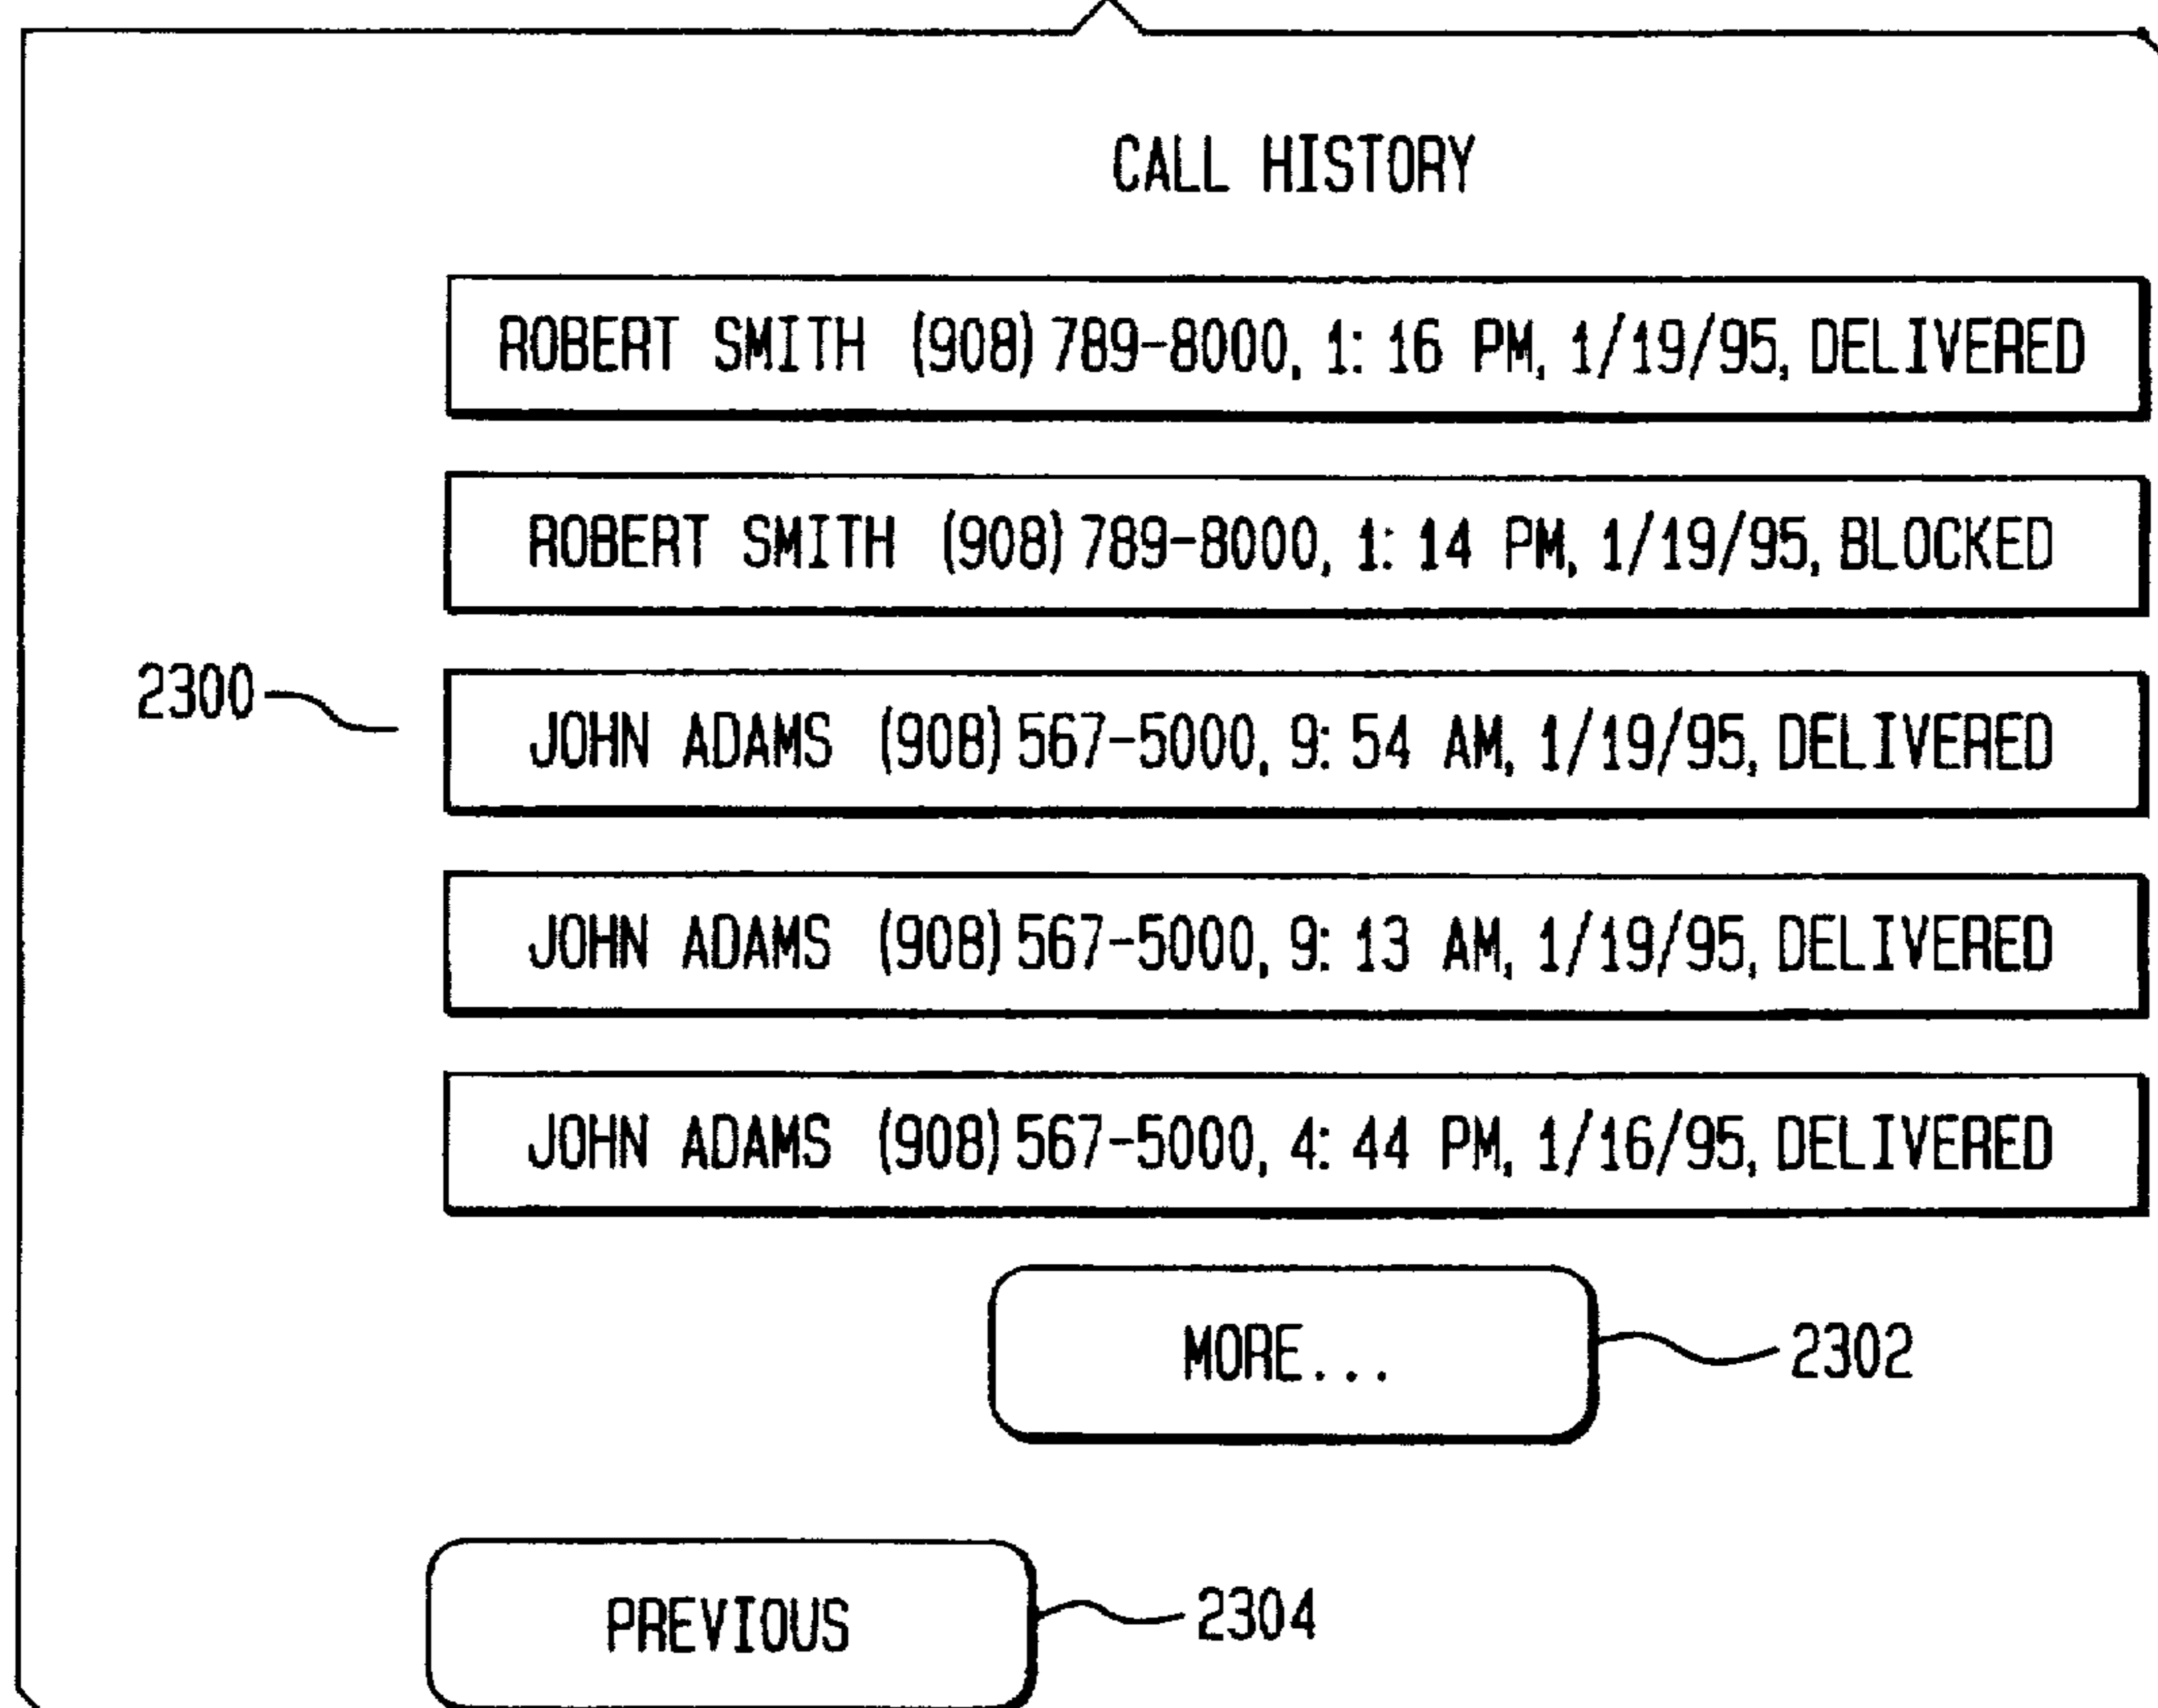 CALL HISTORY
ROBERT SMITH (908) 789-8000, 1: 16 PM, 1/19/95, DELIVERED
ROBERT SMITH (908) 789-8000, 1: 14 PM, 1/19/95, BLOCKED
2300
JOHN ADAMS (908) 567-5000, 9: 54 AM, 1/19/95, DELIVERED
JOHN ADAMS (908) 567-5000, 9: 13 AM, 1/19/95, DELIVERED
JOHN ADAMS (908) 567-5000, 4: 44 PM, 1/16/95, DELIVERED
MORE... 2302
PREVIOUS 2304